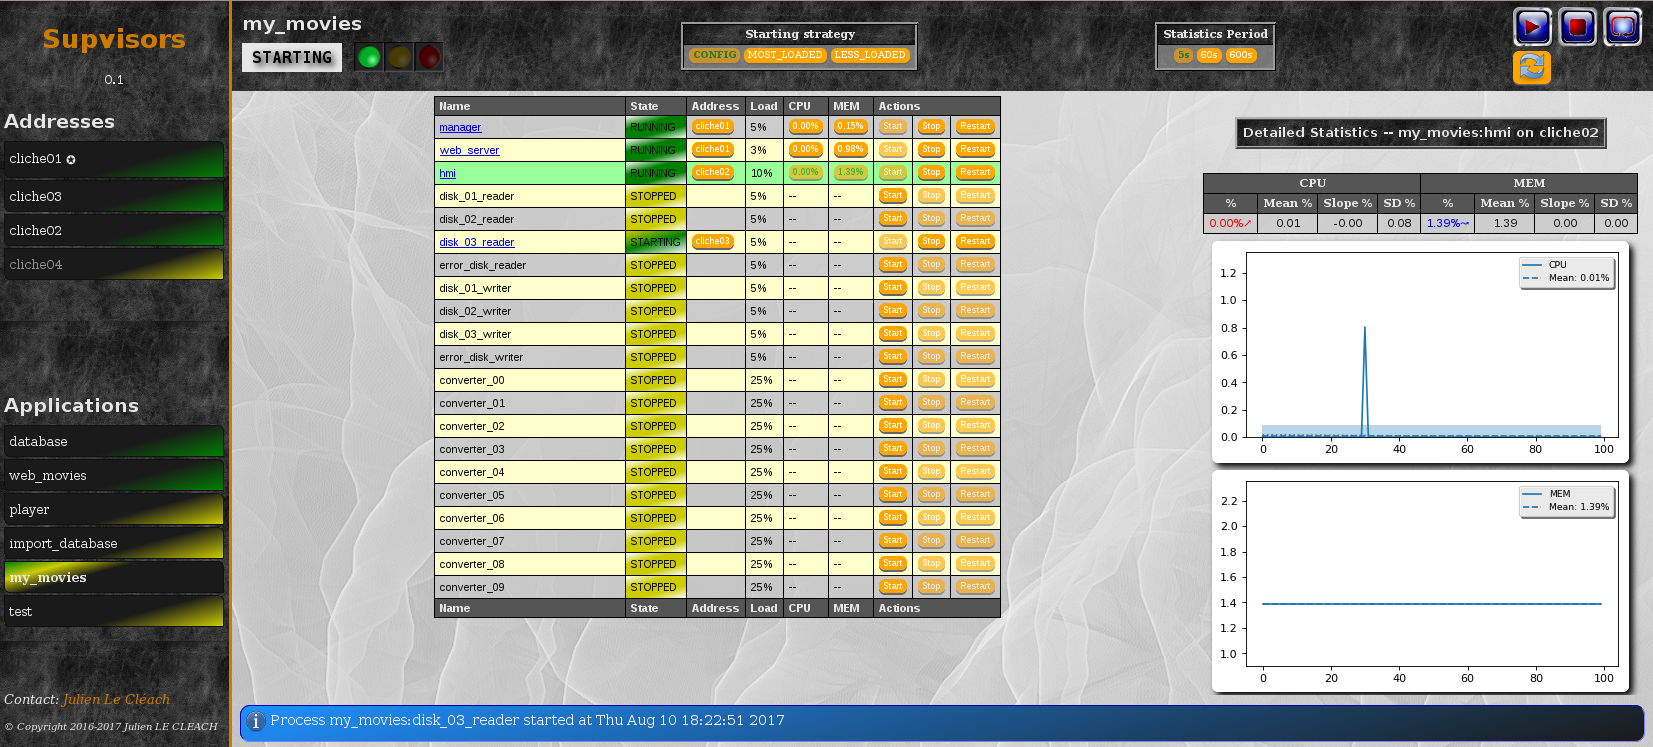 Supvisors
0.1
Addresses
cliche01 ✪
cliche03
cliche02
cliche04
Applications
database
web_movies
player
import_database
my_movies
test
Contact: Julien Le Cléach
© Copyright 2016-2017 Julien LE CLEACH
my_movies
STARTING
Starting strategy
CONFIG MOST_LOADED LESS_LOADED
Statistics Period
5s 60s 600s
Name State Address Load CPU MEM Actions
manager RUNNING cliche01 5% 0.00% 0.15% Start Stop Restart
web_server RUNNING cliche01 3% 0.00% 0.98% Start Stop Restart
hmi RUNNING cliche02 10% 0.00% 1.39% Start Stop Restart
disk_01_reader STOPPED 5% -- -- Start Stop Restart
disk_02_reader STOPPED 5% -- -- Start Stop Restart
disk_03_reader STARTING cliche03 5% -- -- Start Stop Restart
error_disk_reader STOPPED 5% -- -- Start Stop Restart
disk_01_writer STOPPED 5% -- -- Start Stop Restart
disk_02_writer STOPPED 5% -- -- Start Stop Restart
disk_03_writer STOPPED 5% -- -- Start Stop Restart
error_disk_writer STOPPED 5% -- -- Start Stop Restart
converter_00 STOPPED 25% -- -- Start Stop Restart
converter_01 STOPPED 25% -- -- Start Stop Restart
converter_02 STOPPED 25% -- -- Start Stop Restart
converter_03 STOPPED 25% -- -- Start Stop Restart
converter_04 STOPPED 25% -- -- Start Stop Restart
converter_05 STOPPED 25% -- -- Start Stop Restart
converter_06 STOPPED 25% -- -- Start Stop Restart
converter_07 STOPPED 25% -- -- Start Stop Restart
converter_08 STOPPED 25% -- -- Start Stop Restart
converter_09 STOPPED 25% -- -- Start Stop Restart
Name State Address Load CPU MEM Actions
Detailed Statistics -- my_movies:hmi on cliche02
CPU MEM
% Mean % Slope % SD % % Mean % Slope % SD %
0.00%↗ 0.01 -0.00 0.08 1.39%↝ 1.39 0.00 0.00
CPU
Mean: 0.01%
1.2
1.0
0.8
0.6
0.4
0.2
0.0
0 20 40 60 80 100
MEM
Mean: 1.39%
2.2
2.0
1.8
1.6
1.4
1.2
1.0
0 20 40 60 80 100
Process my_movies:disk_03_reader started at Thu Aug 10 18:22:51 2017